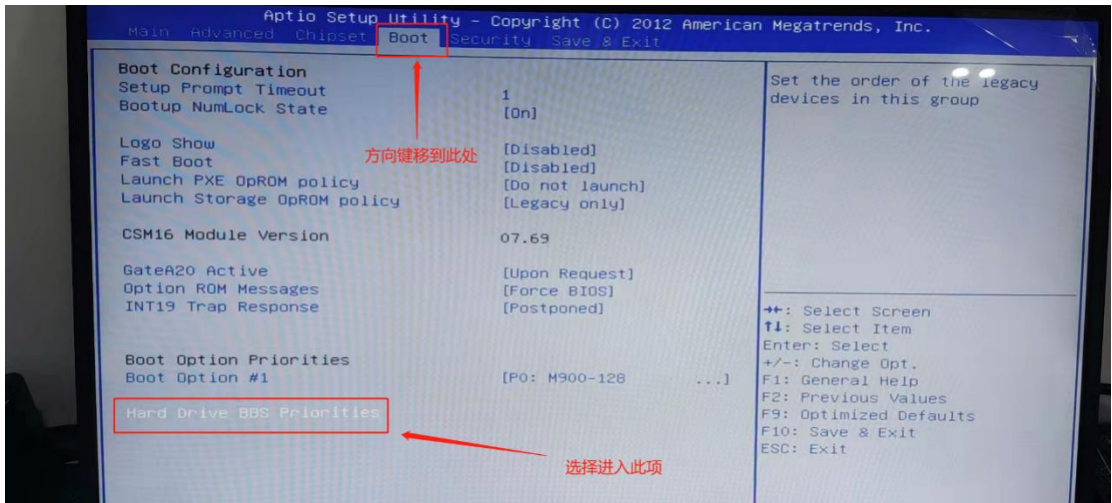 Aptio Setup Utility – Copyright (C) 2012 American Megatrends, Inc.
Main Advanced Chipset Boot Security Save & Exit
Boot Configuration
Setup Prompt Timeout 1
Bootup NumLock State [On]
Logo Show [Disabled]
Fast Boot [Disabled]
Launch PXE OpROM policy [Do not launch]
Launch Storage OpROM policy [Legacy only]
CSM16 Module Version 07.69
GateA20 Active [Upon Request]
Option ROM Messages [Force BIOS]
INT19 Trap Response [Postponed]
Boot Option Priorities
Boot Option #1 [P0: M900-128 ...]
Hard Drive BBS Priorities
方向键移到此处
选择进入此项
Set the order of the legacy
devices in this group
→←: Select Screen
↑↓: Select Item
Enter: Select
+/-: Change Opt.
F1: General Help
F2: Previous Values
F9: Optimized Defaults
F10: Save & Exit
ESC: Exit